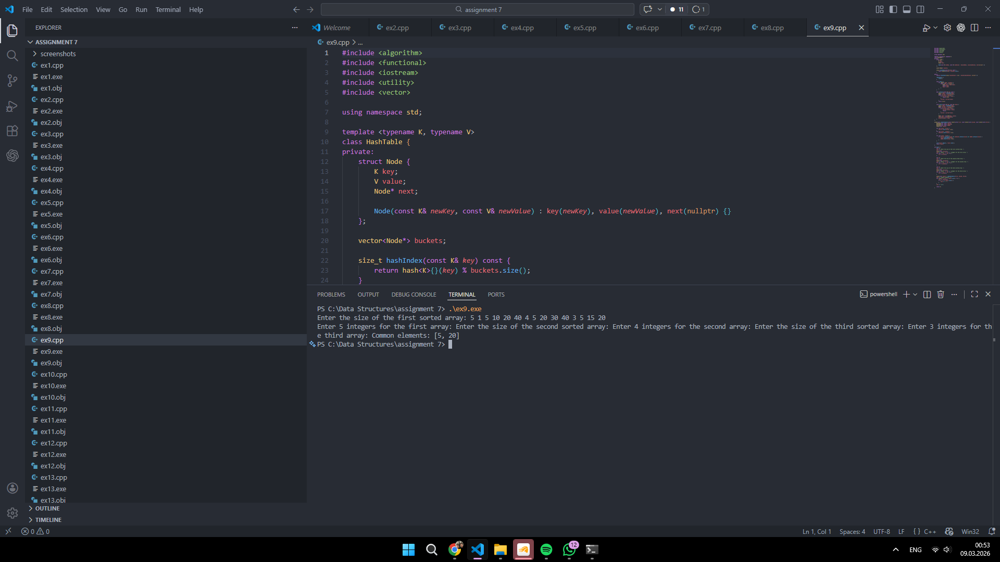 File Edit Selection View Go Run Terminal Help
assignment 7
11
1
EXPLORER
Welcome
ex2.cpp
ex3.cpp
ex4.cpp
ex5.cpp
ex6.cpp
ex7.cpp
ex8.cpp
ex9.cpp
ASSIGNMENT 7
screenshots
ex1.cpp
ex1.exe
ex1.obj
ex2.cpp
ex2.exe
ex2.obj
ex3.cpp
ex3.exe
ex3.obj
ex4.cpp
ex4.exe
ex4.obj
ex5.cpp
ex5.exe
ex5.obj
ex6.cpp
ex6.exe
ex6.obj
ex7.cpp
ex7.exe
ex7.obj
ex8.cpp
ex8.exe
ex8.obj
ex9.cpp
ex9.exe
ex9.obj
ex10.cpp
ex10.exe
ex10.obj
ex11.cpp
ex11.exe
ex11.obj
ex12.cpp
ex12.exe
ex12.obj
ex13.cpp
ex13.exe
ex13.obj
OUTLINE
TIMELINE
ex9.cpp > ...
1 #include <algorithm>
2 #include <functional>
3 #include <iostream>
4 #include <utility>
5 #include <vector>
6
7 using namespace std;
8
9 template <typename K, typename V>
10 class HashTable {
11 private:
12 struct Node {
13 K key;
14 V value;
15 Node* next;
16
17 Node(const K& newKey, const V& newValue) : key(newKey), value(newValue), next(nullptr) {}
18 };
19
20 vector<Node*> buckets;
21
22 size_t hashIndex(const K& key) const {
23 return hash<K>{}(key) % buckets.size();
24 }
PROBLEMS OUTPUT DEBUG CONSOLE TERMINAL PORTS
powershell
PS C:\Data Structures\assignment 7> .\ex9.exe
Enter the size of the first sorted array: 5 1 5 10 20 40 4 5 20 30 40 3 5 15 20
Enter 5 integers for the first array: Enter the size of the second sorted array: Enter 4 integers for the second array: Enter the size of the third sorted array: Enter 3 integers for th
e third array: Common elements: [5, 20]
PS C:\Data Structures\assignment 7>
0 0
Ln 1, Col 1 Spaces: 4 UTF-8 LF { } C++ Win32
12
ENG
00:53
09.03.2026